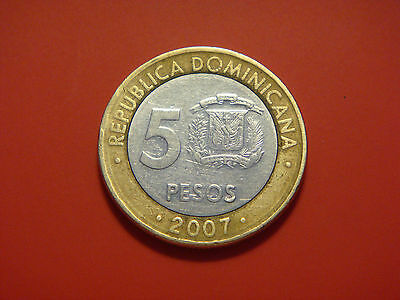 · REPUBLICA DOMINICANA ·
5
PESOS
2007